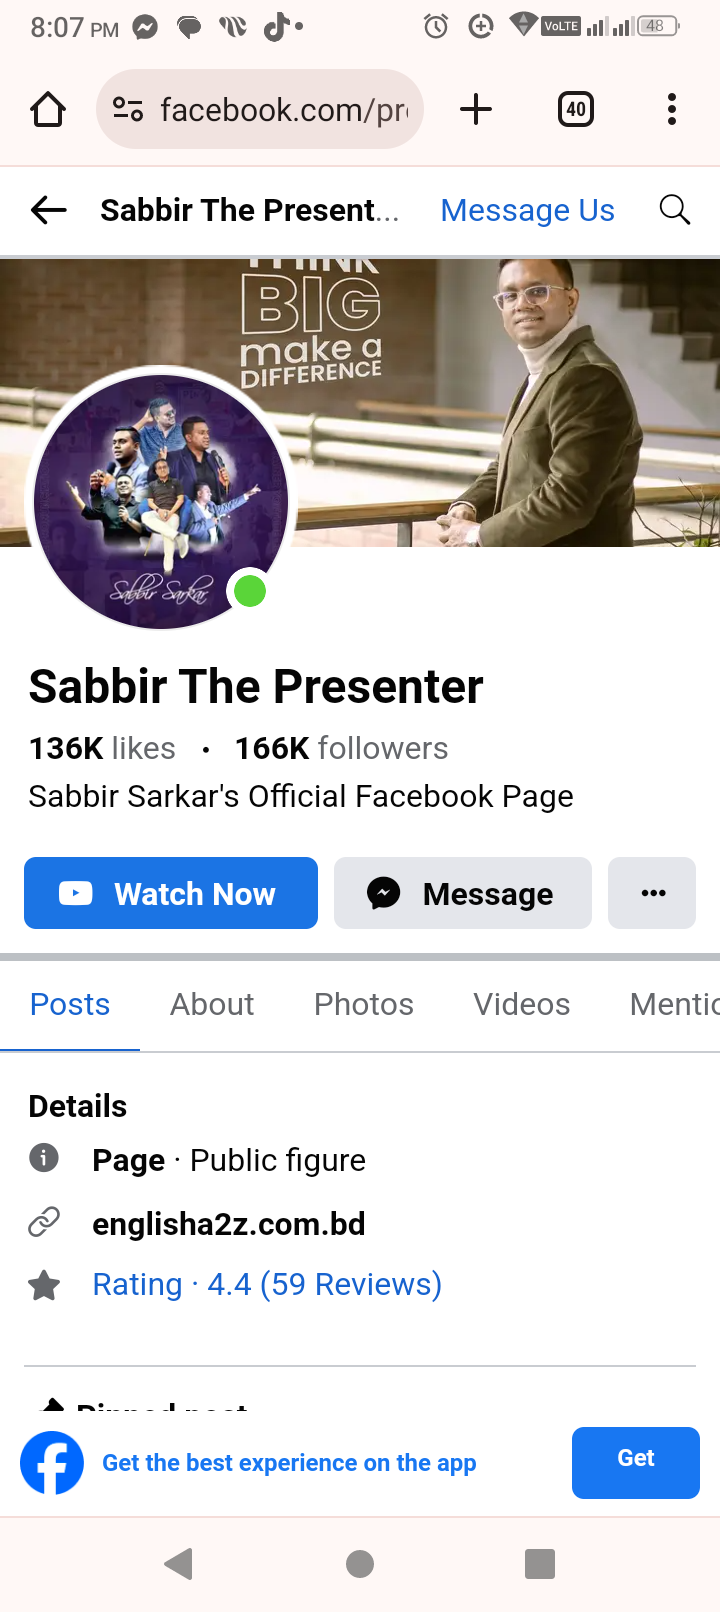 8:07 PM VoLTE 48
facebook.com/pr
40
Sabbir The Present... Message Us
THINK
BIG
make a
DIFFERENCE
Sabbir Sarkar
Sabbir The Presenter
136K likes • 166K followers
Sabbir Sarkar's Official Facebook Page
Watch Now Message
Posts About Photos Videos Mentio
Details
Page · Public figure
englisha2z.com.bd
Rating · 4.4 (59 Reviews)
Pinned post
Get the best experience on the app Get